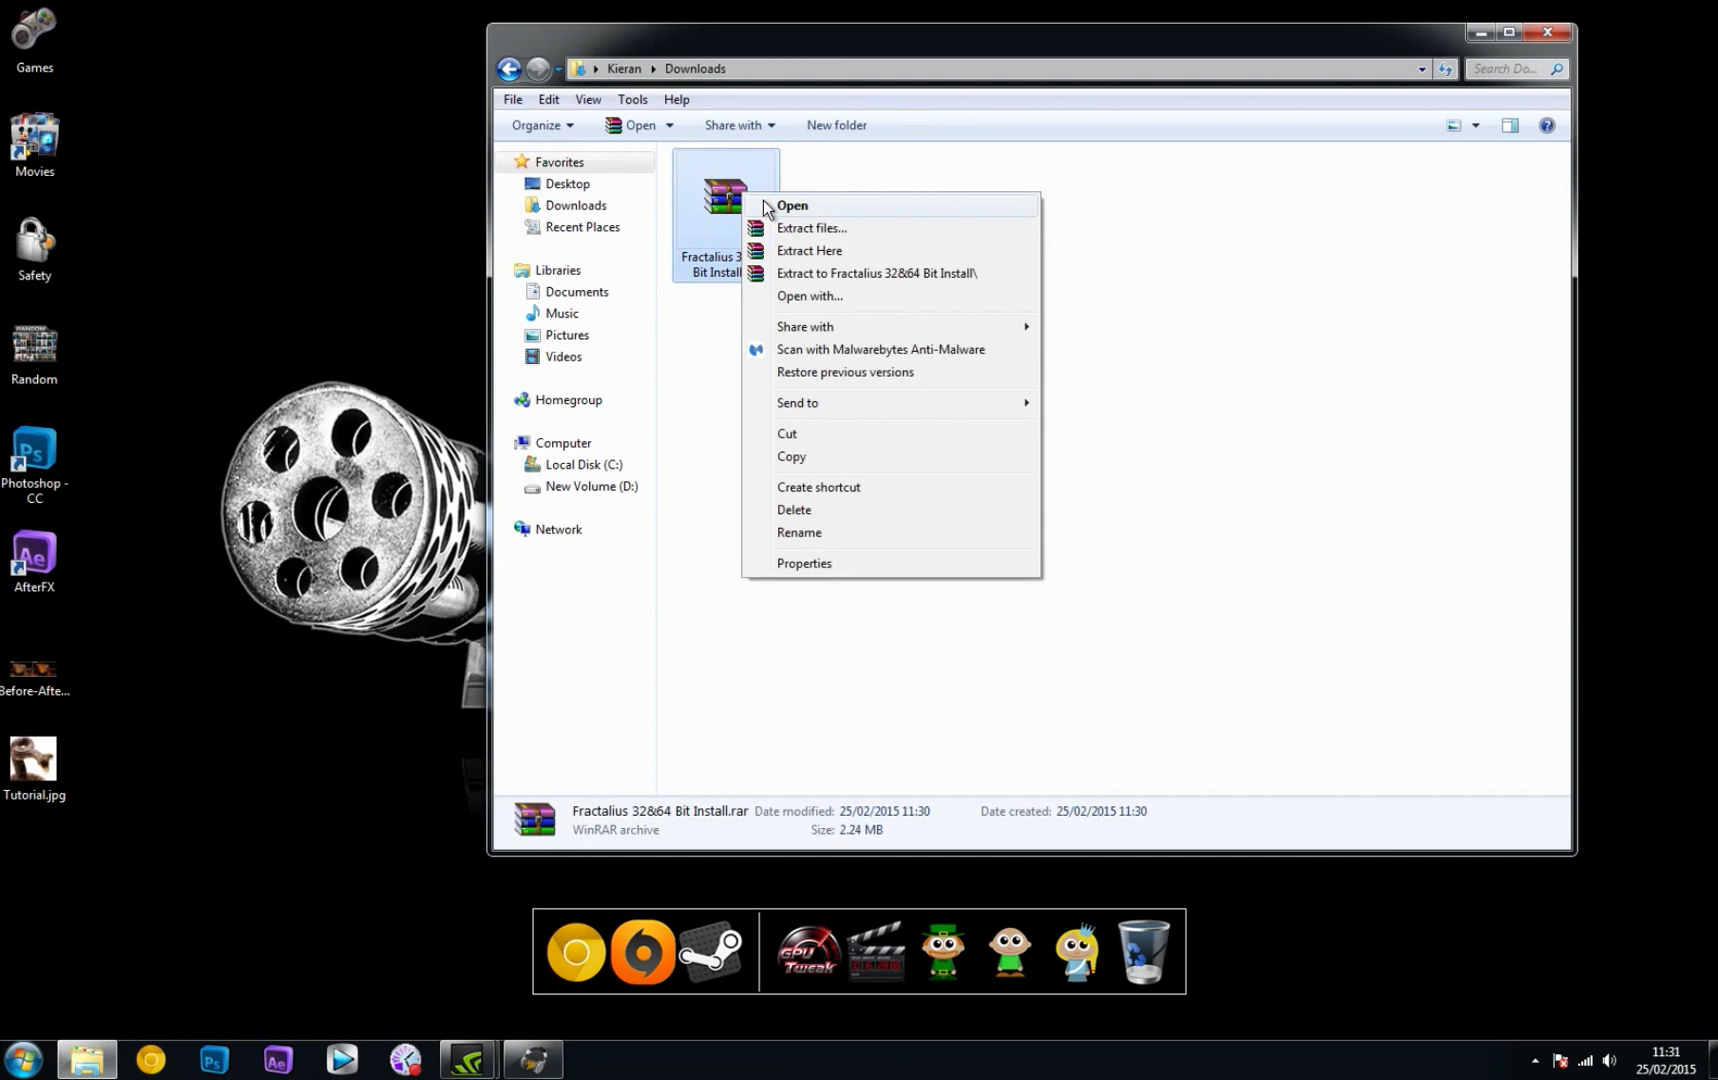 Games
Movies
Safety
Random
Ps
Photoshop -
CC
Ae
AfterFX
Before-Afte...
Tutorial.jpg
Kieran
Downloads
Search Do...
File
Edit
View
Tools
Help
Organize
Open
Share with
New folder
Favorites
Desktop
Downloads
Recent Places
Libraries
Documents
Music
Pictures
Videos
Homegroup
Computer
Local Disk (C:)
New Volume (D:)
Network
Fractalius 3
Bit Install
Open
Extract files...
Extract Here
Extract to Fractalius 32&64 Bit Install\
Open with...
Share with
Scan with Malwarebytes Anti-Malware
Restore previous versions
Send to
Cut
Copy
Create shortcut
Delete
Rename
Properties
Fractalius 32&64 Bit Install.rar Date modified: 25/02/2015 11:30 Date created: 25/02/2015 11:30
WinRAR archive Size: 2.24 MB
GPU
Tweak
Ps
Ae
11:31
25/02/2015